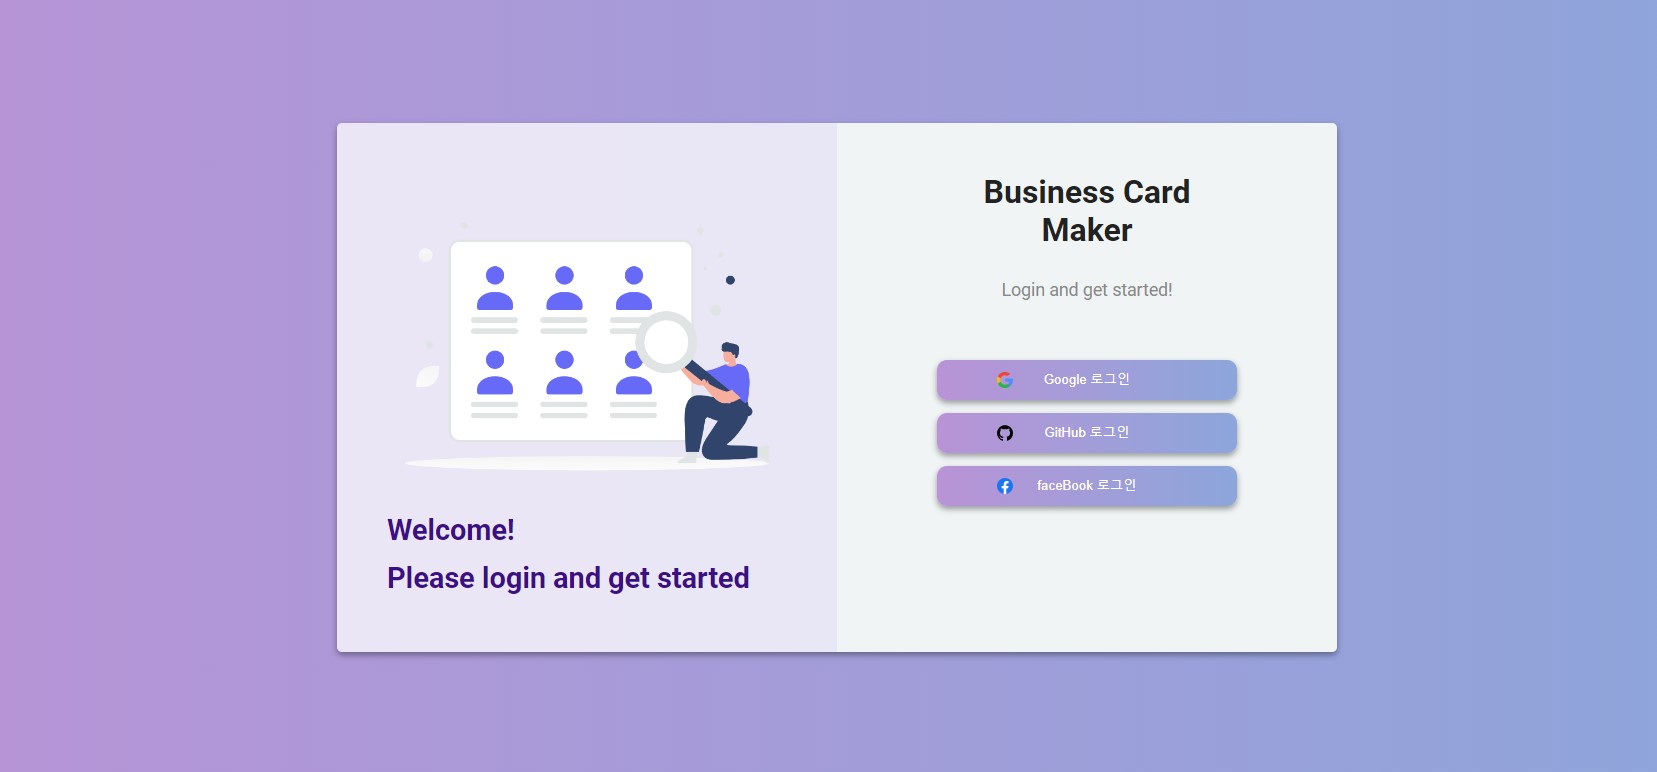 Welcome!
Please login and get started
Business Card
Maker
Login and get started!
Google 로그인
GitHub 로그인
faceBook 로그인